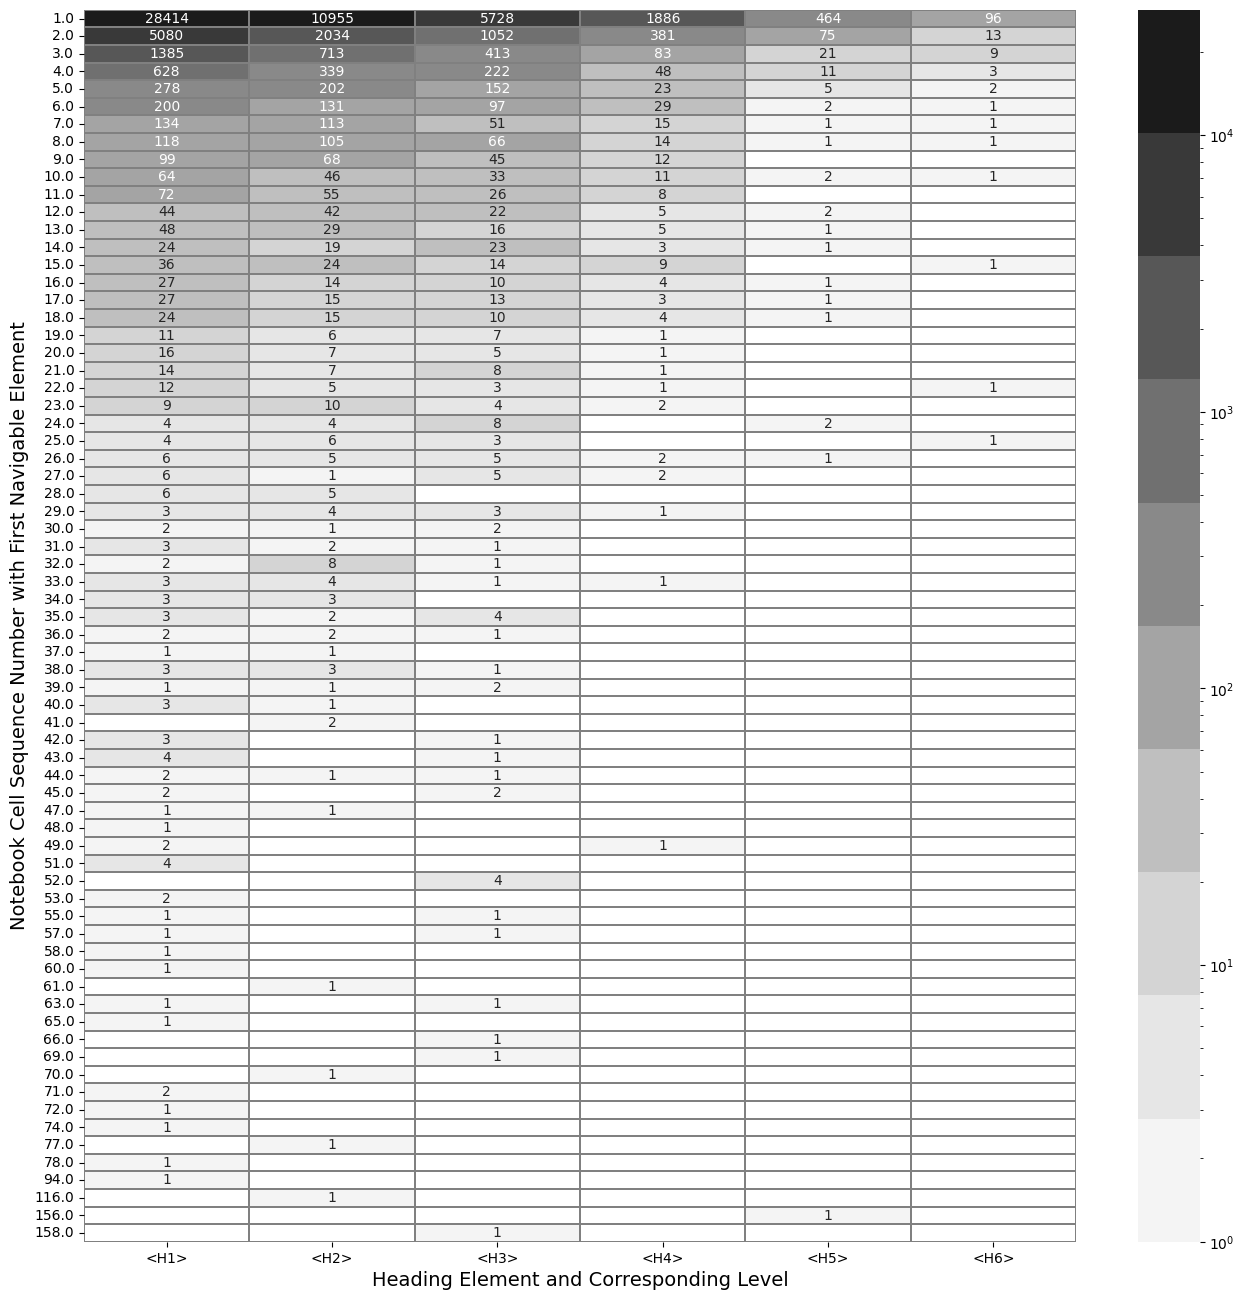 1.0 28414 10955 5728 1886 464 96
2.0 5080 2034 1052 381 75 13
3.0 1385 713 413 83 21 9
4.0 628 339 222 48 11 3
5.0 278 202 152 23 5 2
6.0 200 131 97 29 2 1
7.0 134 113 51 15 1 1
8.0 118 105 66 14 1 1
9.0 99 68 45 12
10.0 64 46 33 11 2 1
11.0 72 55 26 8
12.0 44 42 22 5 2
13.0 48 29 16 5 1
14.0 24 19 23 3 1
15.0 36 24 14 9 1
16.0 27 14 10 4 1
17.0 27 15 13 3 1
18.0 24 15 10 4 1
19.0 11 6 7 1
20.0 16 7 5 1
21.0 14 7 8 1
22.0 12 5 3 1 1
23.0 9 10 4 2
24.0 4 4 8 2
25.0 4 6 3 1
26.0 6 5 5 2 1
27.0 6 1 5 2
28.0 6 5
29.0 3 4 3 1
30.0 2 1 2
31.0 3 2 1
32.0 2 8 1
33.0 3 4 1 1
34.0 3 3
35.0 3 2 4
36.0 2 2 1
37.0 1 1
38.0 3 3 1
39.0 1 1 2
40.0 3 1
41.0 2
42.0 3 1
43.0 4 1
44.0 2 1 1
45.0 2 2
47.0 1 1
48.0 1
49.0 2 1
51.0 4
52.0 4
53.0 2
55.0 1 1
57.0 1 1
58.0 1
60.0 1
61.0 1
63.0 1 1
65.0 1
66.0 1
69.0 1
70.0 1
71.0 2
72.0 1
74.0 1
77.0 1
78.0 1
94.0 1
116.0 1
156.0 1
158.0 1
<H1> <H2> <H3> <H4> <H5> <H6>
Heading Element and Corresponding Level
Notebook Cell Sequence Number with First Navigable Element
10⁴
10³
10²
10¹
10⁰